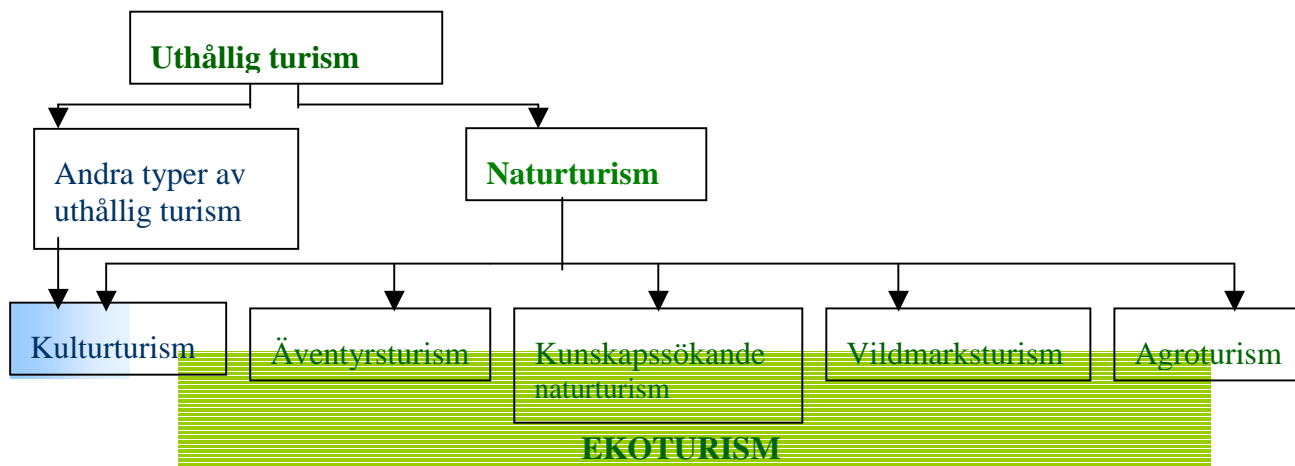 Uthållig turism
Andra typer av
uthållig turism
Naturturism
Kulturturism
Äventyrsturism
Kunskapssökande
naturturism
Vildmarksturism
Agroturism
EKOTURISM